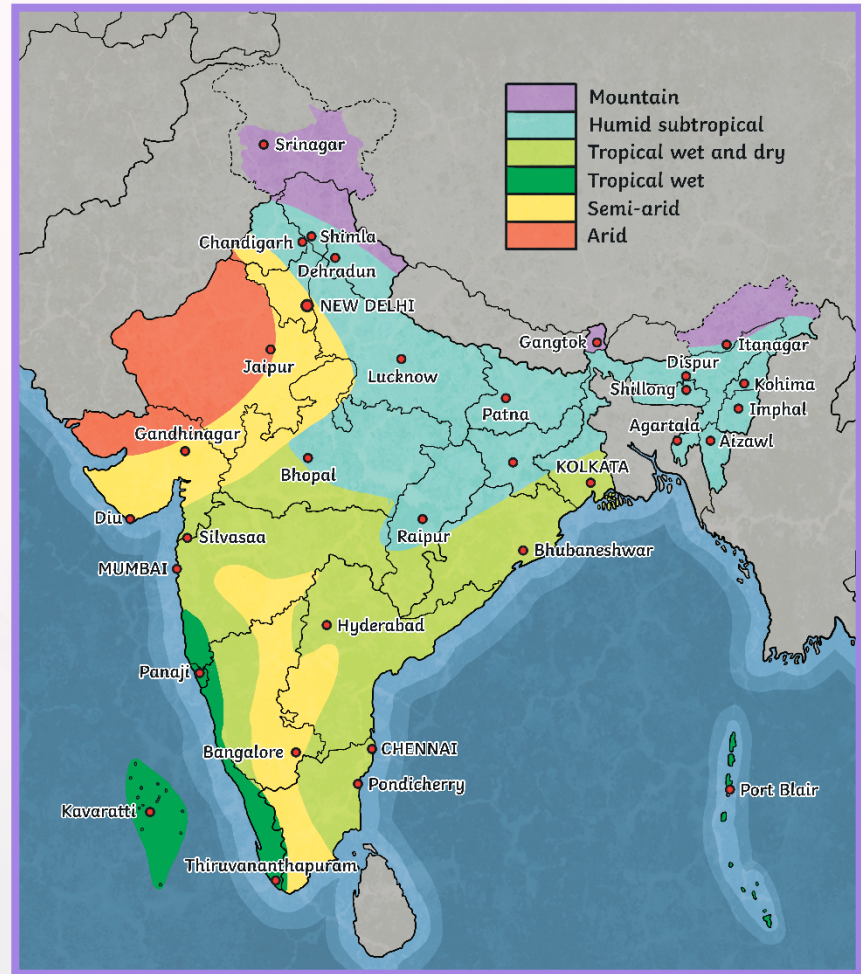 Mountain
Humid subtropical
Tropical wet and dry
Tropical wet
Semi-arid
Arid
Srinagar
Shimla
Chandigarh
Dehradun
NEW DELHI
Gangtok
Itanagar
Jaipur
Lucknow
Dispur
Shillong
Kohima
Patna
Imphal
Agartala
Aizawl
Gandhinagar
Bhopal
KOLKATA
Diu
Silvasaa
Raipur
Bhubaneshwar
MUMBAI
Hyderabad
Panaji
Bangalore
CHENNAI
Pondicherry
Port Blair
Kavaratti
Thiruvananthapuram